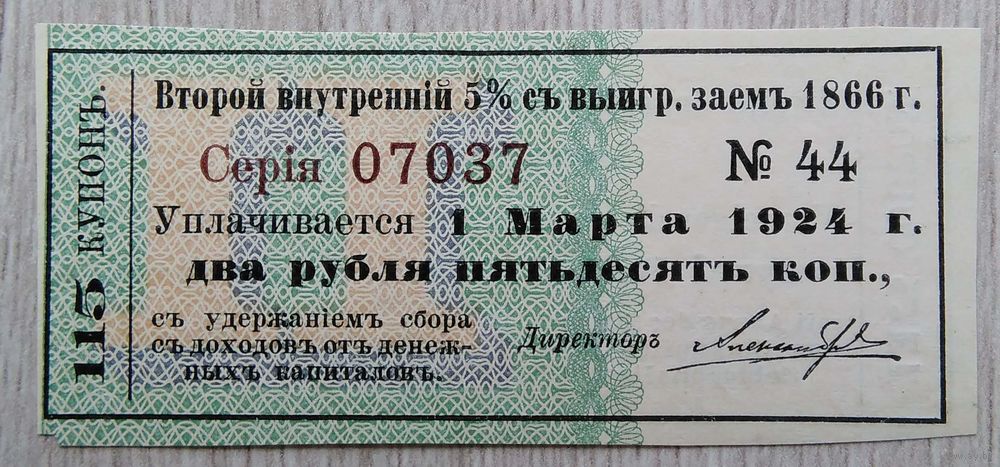 115 КУПОНЪ.
Второй внутренній 5% съ выигр. заемъ 1866 г.
Серія 07037 № 44
Уплачивается 1 Марта 1924 г.
два рубля пятьдесятъ коп.,
съ удержаніемъ сбора
съ доходовъ отъ денеж-
ныхъ капиталовъ.
Директоръ